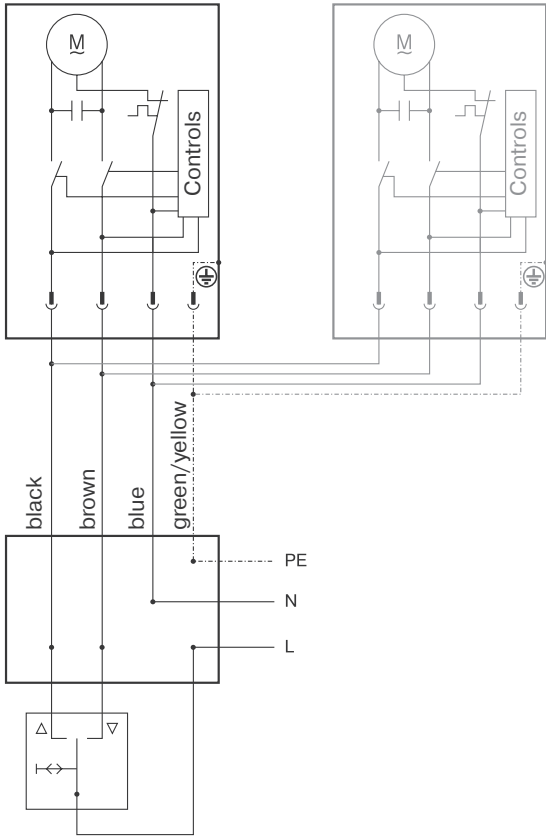 M
~
M
~
Controls
Controls
black
brown
blue
green/yellow
PE
N
L